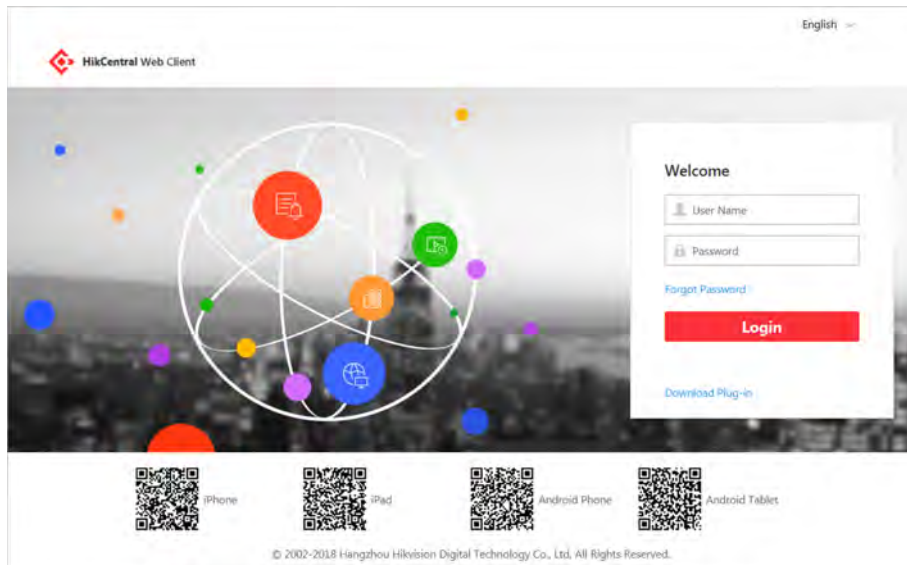 English
HikCentral Web Client
Welcome
User Name
Password
Forgot Password
Login
Download Plug-in
iPhone
iPad
Android Phone
Android Tablet
© 2002-2018 Hangzhou Hikvision Digital Technology Co., Ltd. All Rights Reserved.